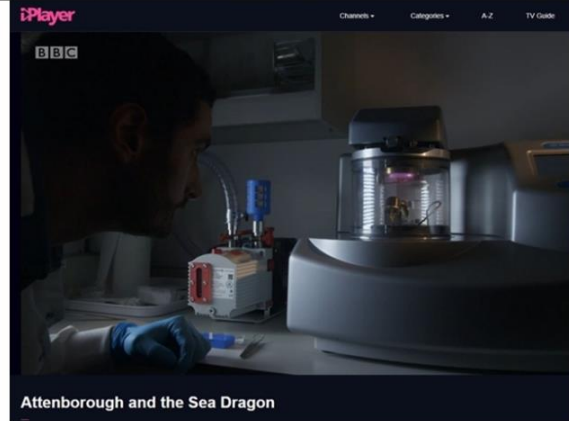 iPlayer
Channels
Categories
A-Z
TV Guide
BBC
Attenborough and the Sea Dragon